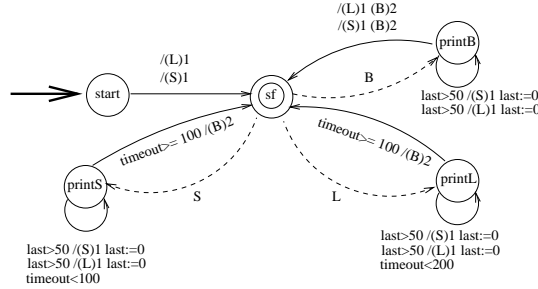 /(L)1 (B)2
/(S)1 (B)2
printB
/(L)1
/(S)1
start
sf
B
last>50 /(S)1 last:=0
last>50 /(L)1 last:=0
timeout>= 100 /(B)2
timeout>= 100 /(B)2
printS
S
L
printL
last>50 /(S)1 last:=0
last>50 /(L)1 last:=0
timeout<100
last>50 /(S)1 last:=0
last>50 /(L)1 last:=0
timeout<200